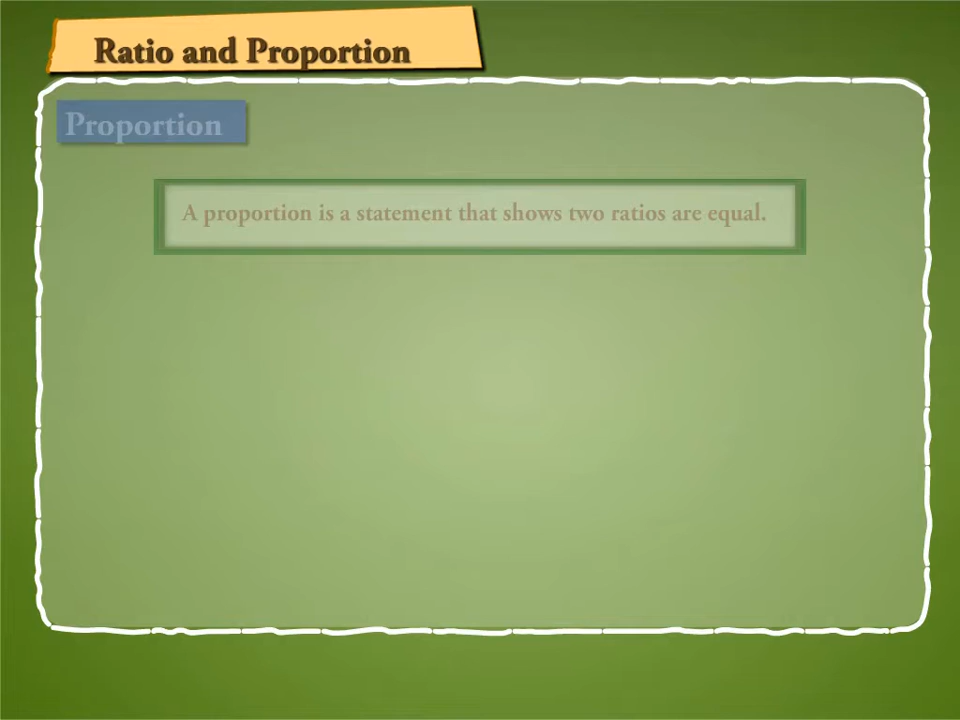 Ratio and Proportion
Proportion
A proportion is a statement that shows two ratios are equal.